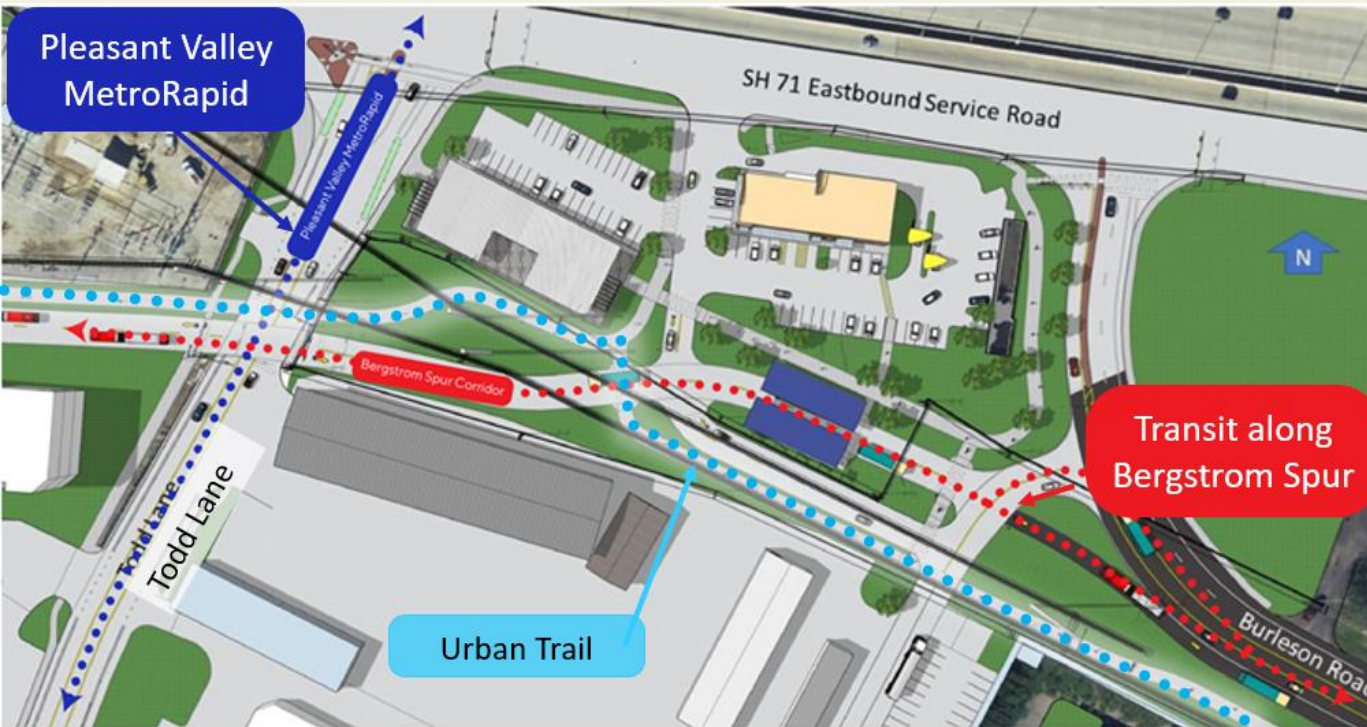 Pleasant Valley
MetroRapid
SH 71 Eastbound Service Road
Pleasant Valley MetroRapid
N
Bergstrom Spur Corridor
Transit along
Bergstrom Spur
Todd Lane
Todd Lane
Urban Trail
Burleson Road